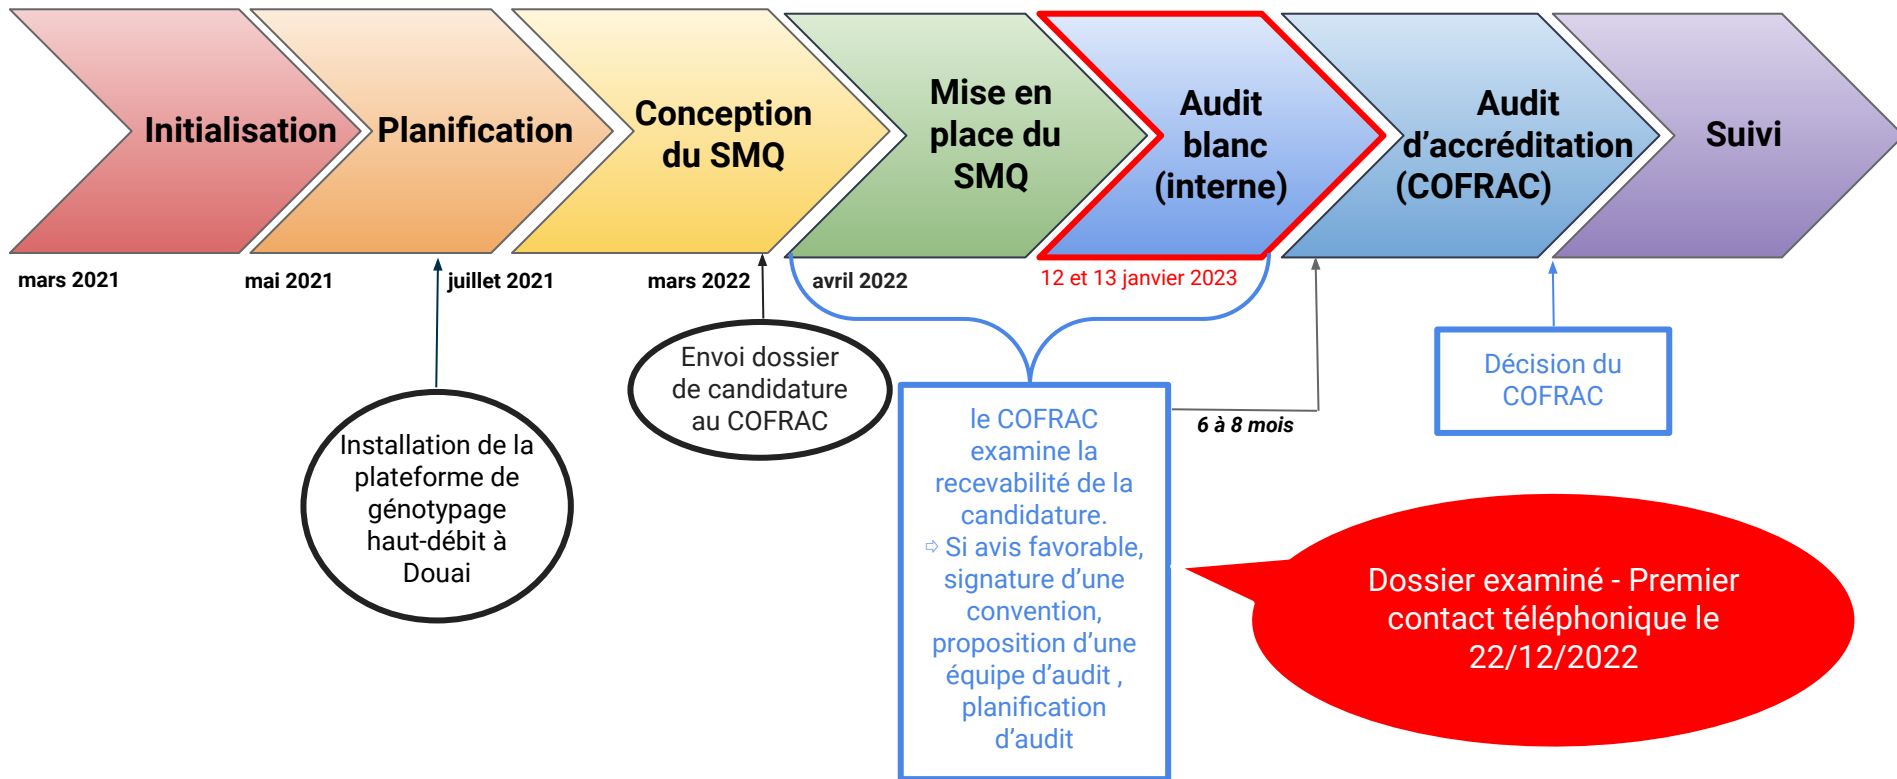 Initialisation
Planification
Conception
du SMQ
Mise en
place du
SMQ
Audit
blanc
(interne)
Audit
d’accréditation
(COFRAC)
Suivi
mars 2021
mai 2021
juillet 2021
mars 2022
avril 2022
12 et 13 janvier 2023
Installation de la
plateforme de
génotypage
haut-débit à
Douai
Envoi dossier
de candidature
au COFRAC
le COFRAC
examine la
recevabilité de la
candidature.
⇨ Si avis favorable,
signature d’une
convention,
proposition d’une
équipe d’audit ,
planification
d’audit
6 à 8 mois
Décision du
COFRAC
Dossier examiné - Premier
contact téléphonique le
22/12/2022